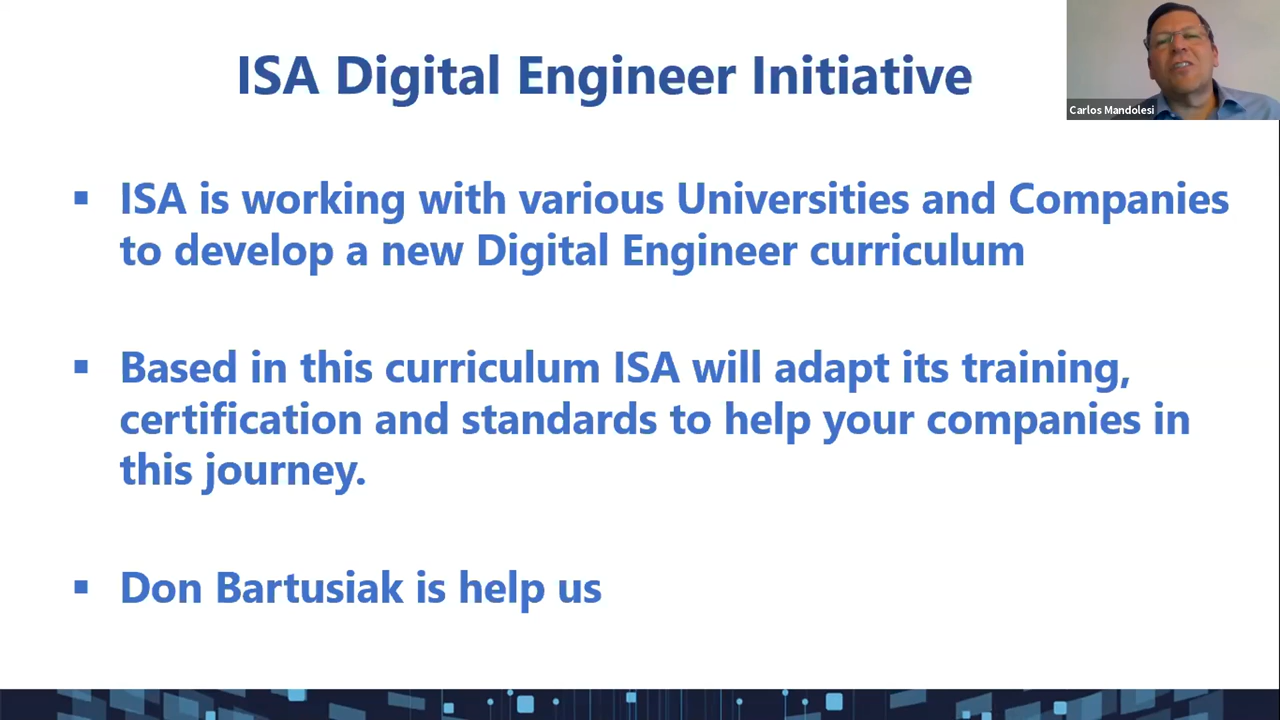 ISA Digital Engineer Initiative
Carlos Mandolesi
▪ ISA is working with various Universities and Companies
to develop a new Digital Engineer curriculum
▪ Based in this curriculum ISA will adapt its training,
certification and standards to help your companies in
this journey.
▪ Don Bartusiak is help us